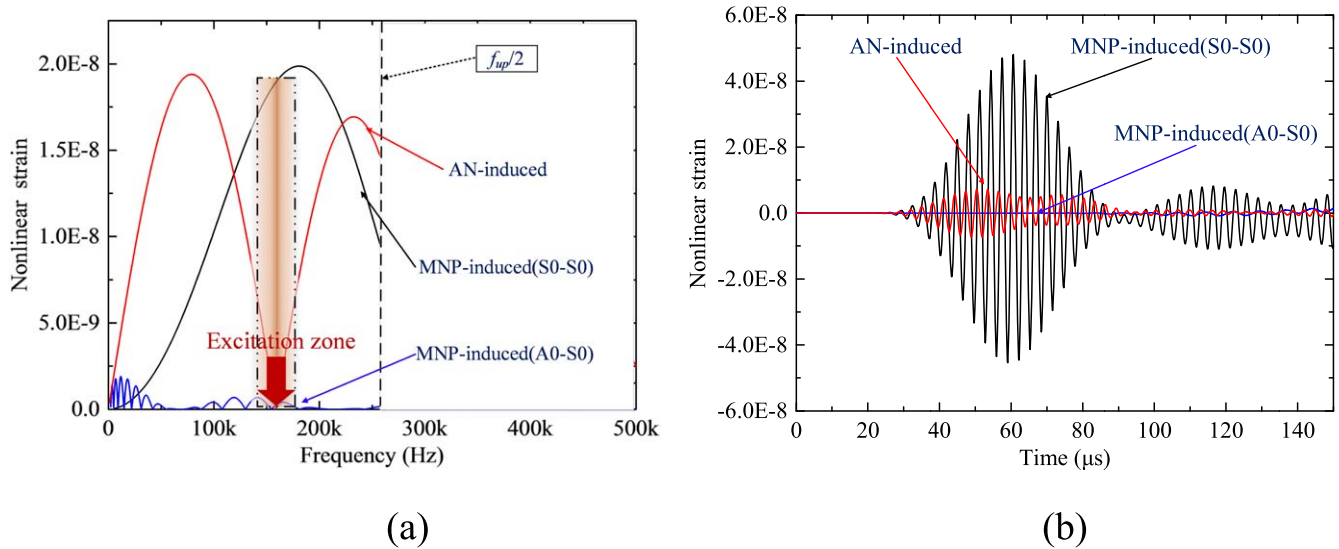 2.0E-8
1.5E-8
1.0E-8
5.0E-9
0.0
Nonlinear strain
f_up/2
AN-induced
MNP-induced(S0-S0)
Excitation zone
MNP-induced(A0-S0)
0 100k 200k 300k 400k 500k
Frequency (Hz)
(a)
6.0E-8
4.0E-8
2.0E-8
0.0
-2.0E-8
-4.0E-8
-6.0E-8
Nonlinear strain
AN-induced
MNP-induced(S0-S0)
MNP-induced(A0-S0)
0 20 40 60 80 100 120 140
Time (μs)
(b)